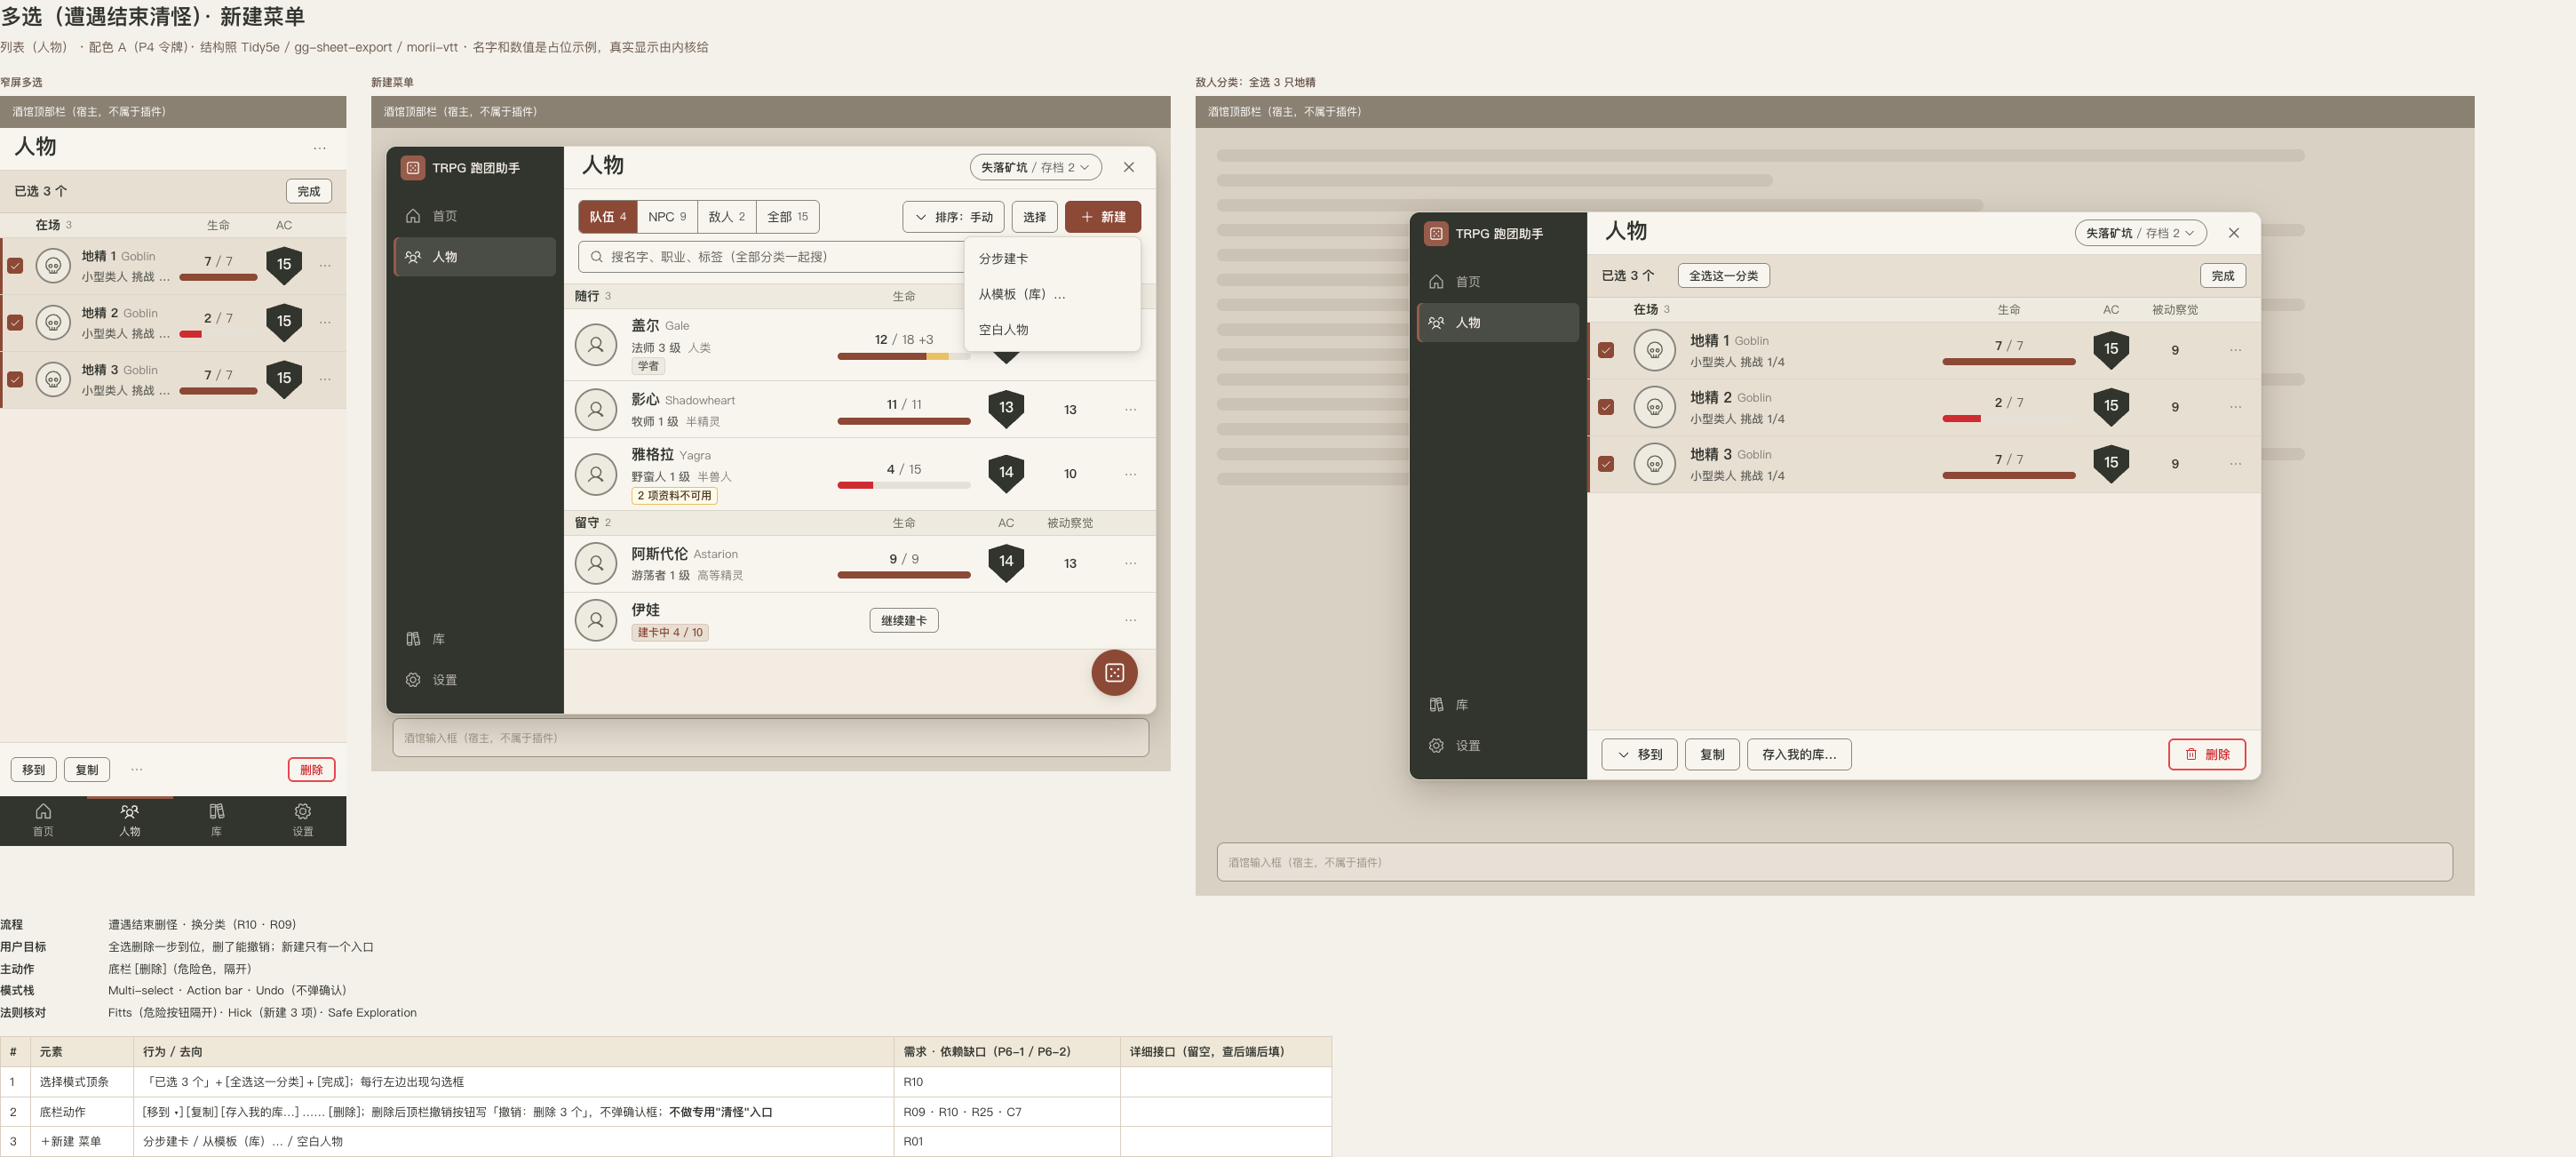 多选（遭遇结束清怪）· 新建菜单
列表（人物） · 配色 A（P4 令牌）· 结构照 Tidy5e / gg-sheet-export / morii-vtt · 名字和数值是占位示例，真实显示由内核给
窄屏多选
酒馆顶部栏（宿主，不属于插件）
人物
···
已选 3 个
完成
在场 3 生命 AC
地精 1 Goblin
小型类人 挑战 …
7 / 7
15
···
地精 2 Goblin
小型类人 挑战 …
2 / 7
15
···
地精 3 Goblin
小型类人 挑战 …
7 / 7
15
···
移到 复制 ··· 删除
首页 人物 库 设置
新建菜单
酒馆顶部栏（宿主，不属于插件）
TRPG 跑团助手
首页
人物
库
设置
人物
失落矿坑 / 存档 2
队伍 4 NPC 9 敌人 2 全部 15
排序：手动 选择 新建
搜名字、职业、标签（全部分类一起搜）
分步建卡
从模板（库）…
空白人物
随行 3 生命
盖尔 Gale
法师 3 级 人类
学者
12 / 18 +3
影心 Shadowheart
牧师 1 级 半精灵
11 / 11
13
13
···
雅格拉 Yagra
野蛮人 1 级 半兽人
2 项资料不可用
4 / 15
14
10
···
留守 2 生命 AC 被动察觉
阿斯代伦 Astarion
游荡者 1 级 高等精灵
9 / 9
14
13
···
伊娃
建卡中 4 / 10
继续建卡
···
酒馆输入框（宿主，不属于插件）
敌人分类：全选 3 只地精
酒馆顶部栏（宿主，不属于插件）
TRPG 跑团助手
首页
人物
库
设置
人物
失落矿坑 / 存档 2
已选 3 个 全选这一分类 完成
在场 3 生命 AC 被动察觉
地精 1 Goblin
小型类人 挑战 1/4
7 / 7
15
9
···
地精 2 Goblin
小型类人 挑战 1/4
2 / 7
15
9
···
地精 3 Goblin
小型类人 挑战 1/4
7 / 7
15
9
···
移到 复制 存入我的库… 删除
酒馆输入框（宿主，不属于插件）
流程 遭遇结束删怪 · 换分类（R10 · R09）
用户目标 全选删除一步到位，删了能撤销；新建只有一个入口
主动作 底栏 [删除]（危险色，隔开）
模式栈 Multi-select · Action bar · Undo（不弹确认）
法则核对 Fitts（危险按钮隔开）· Hick（新建 3 项）· Safe Exploration
# 元素 行为 / 去向 需求 · 依赖缺口（P6-1 / P6-2） 详细接口（留空，查后端后填）
1 选择模式顶条 「已选 3 个」+ [全选这一分类] + [完成]；每行左边出现勾选框 R10
2 底栏动作 [移到 ▾] [复制] [存入我的库…] …… [删除]；删除后顶栏撤销按钮写「撤销：删除 3 个」，不弹确认框；不做专用"清怪"入口 R09 · R10 · R25 · C7
3 ＋新建 菜单 分步建卡 / 从模板（库）… / 空白人物 R01